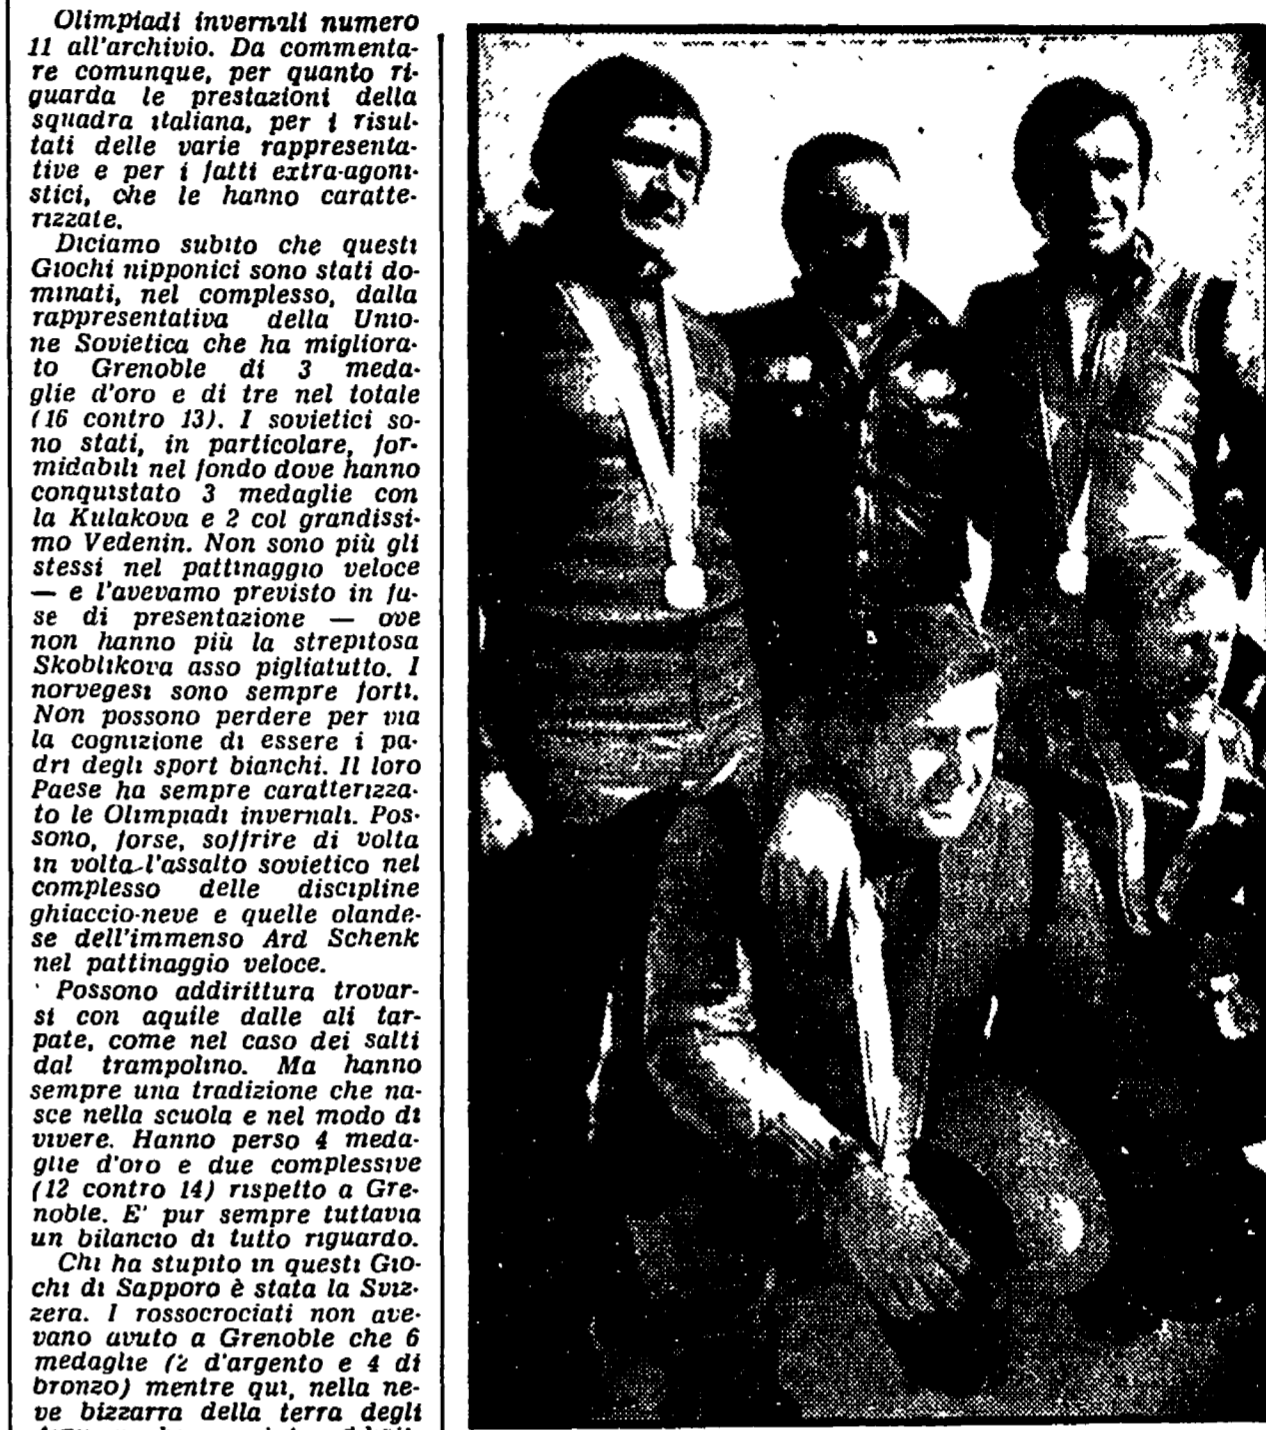 Olimpiadi invernali numero
11 all'archivio. Da commenta-
re comunque, per quanto ri-
guarda le prestazioni della
squadra italiana, per i risul-
tati delle varie rappresenta-
tive e per i fatti extra-agoni-
stici, che le hanno caratte-
rizzate.
Diciamo subito che questi
Giochi nipponici sono stati do-
minati, nel complesso, dalla
rappresentativa della Unio-
ne Sovietica che ha migliora-
to Grenoble di 3 meda-
glie d'oro e di tre nel totale
(16 contro 13). I sovietici so-
no stati, in particolare, for-
midabili nel fondo dove hanno
conquistato 3 medaglie con
la Kulakova e 2 col grandissi-
mo Vedenin. Non sono più gli
stessi nel pattinaggio veloce
— e l'avevamo previsto in fa-
se di presentazione — ove
non hanno più la strepitosa
Skoblikova asso pigliatutto. I
norvegesi sono sempre forti.
Non possono perdere per via
la cognizione di essere i pa-
dri degli sport bianchi. Il loro
Paese ha sempre caratterizza-
to le Olimpiadi invernali. Pos-
sono, forse, soffrire di volta
in volta l'assalto sovietico nel
complesso delle discipline
ghiaccio-neve e quelle olande-
se dell'immenso Ard Schenk
nel pattinaggio veloce.
Possono addirittura trovar-
si con aquile dalle ali tar-
pate, come nel caso dei salti
dal trampolino. Ma hanno
sempre una tradizione che na-
sce nella scuola e nel modo di
vivere. Hanno perso 4 meda-
glie d'oro e due complessive
(12 contro 14) rispetto a Gre-
noble. E' pur sempre tuttavia
un bilancio di tutto riguardo.
Chi ha stupito in questi Gio-
chi di Sapporo è stata la Sviz-
zera. I rossocrociati non ave-
vano avuto a Grenoble che 6
medaglie (2 d'argento e 4 di
bronzo) mentre qui, nella ne-
ve bizzarra della terra degli